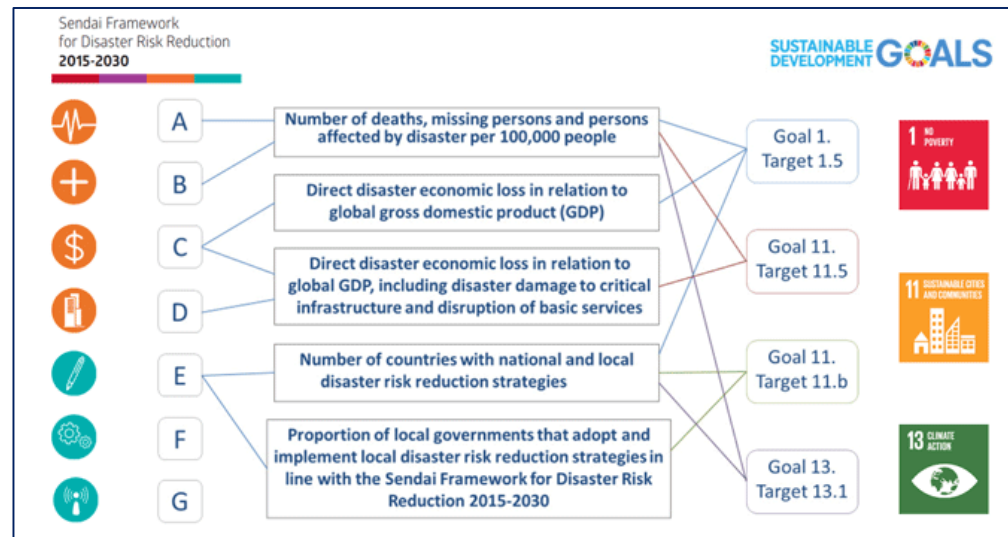 Sendai Framework
for Disaster Risk Reduction
2015-2030
SUSTAINABLE
DEVELOPMENT
GOALS
A
B
C
D
E
F
G
Number of deaths, missing persons and persons
affected by disaster per 100,000 people
Direct disaster economic loss in relation to
global gross domestic product (GDP)
Direct disaster economic loss in relation to
global GDP, including disaster damage to critical
infrastructure and disruption of basic services
Number of countries with national and local
disaster risk reduction strategies
Proportion of local governments that adopt and
implement local disaster risk reduction strategies in
line with the Sendai Framework for Disaster Risk
Reduction 2015-2030
Goal 1.
Target 1.5
Goal 11.
Target 11.5
Goal 11.
Target 11.b
Goal 13.
Target 13.1
1 NO
POVERTY
11 SUSTAINABLE CITIES
AND COMMUNITIES
13 CLIMATE
ACTION